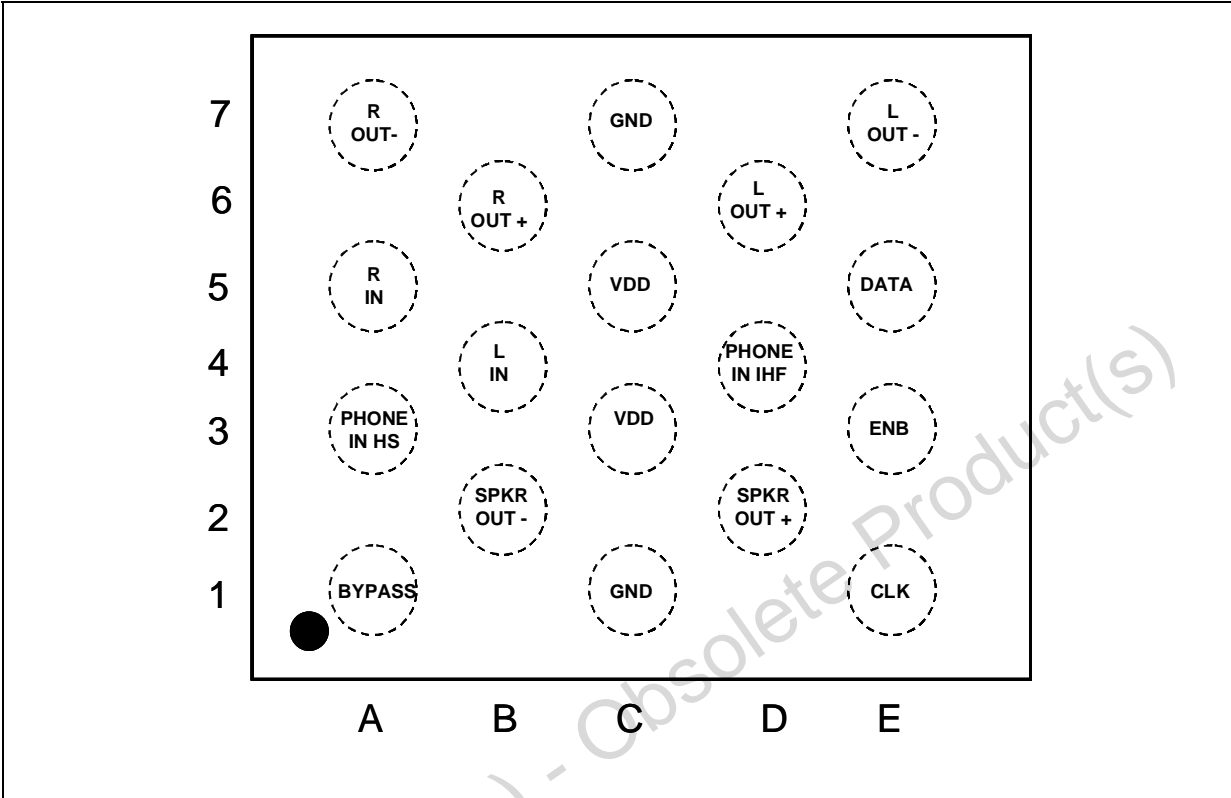 7
R
OUT-
GND
L
OUT -
6
R
OUT +
L
OUT +
5
R
IN
VDD
DATA
4
L
IN
PHONE
IN IHF
3
PHONE
IN HS
VDD
ENB
2
SPKR
OUT -
SPKR
OUT +
1
BYPASS
GND
CLK
A B C D E
) - Obsolete Product(s)